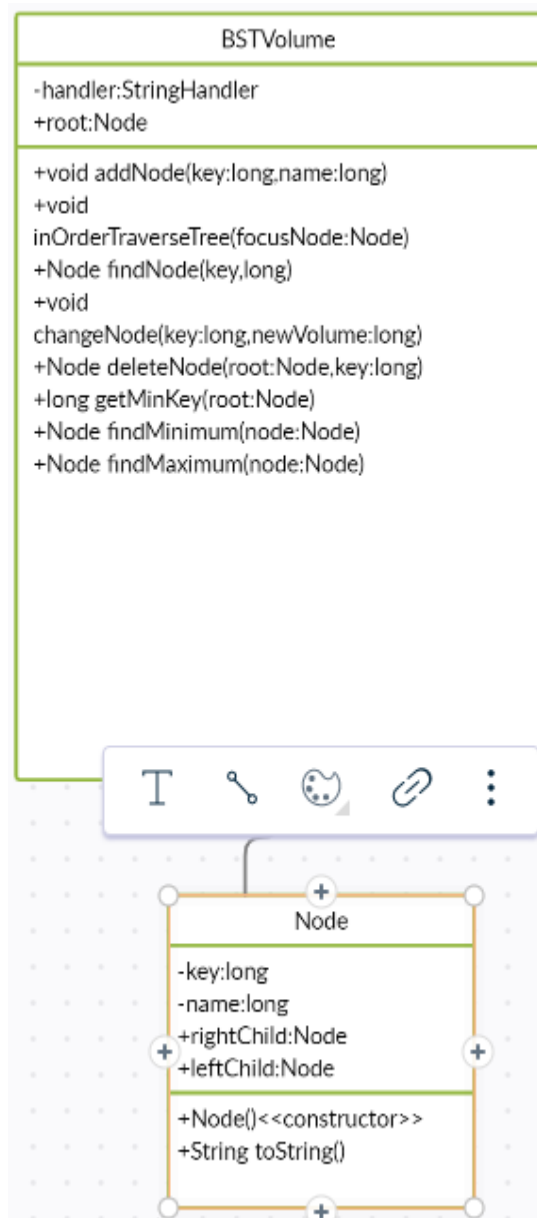 BSTVolume
-handler:StringHandler
+root:Node
+void addNode(key:long,name:long)
+void
inOrderTraverseTree(focusNode:Node)
+Node findNode(key,long)
+void
changeNode(key:long,newVolume:long)
+Node deleteNode(root:Node,key:long)
+long getMinKey(root:Node)
+Node findMinimum(node:Node)
+Node findMaximum(node:Node)
T
Node
-key:long
-name:long
+rightChild:Node
+leftChild:Node
+Node()<<constructor>>
+String toString()